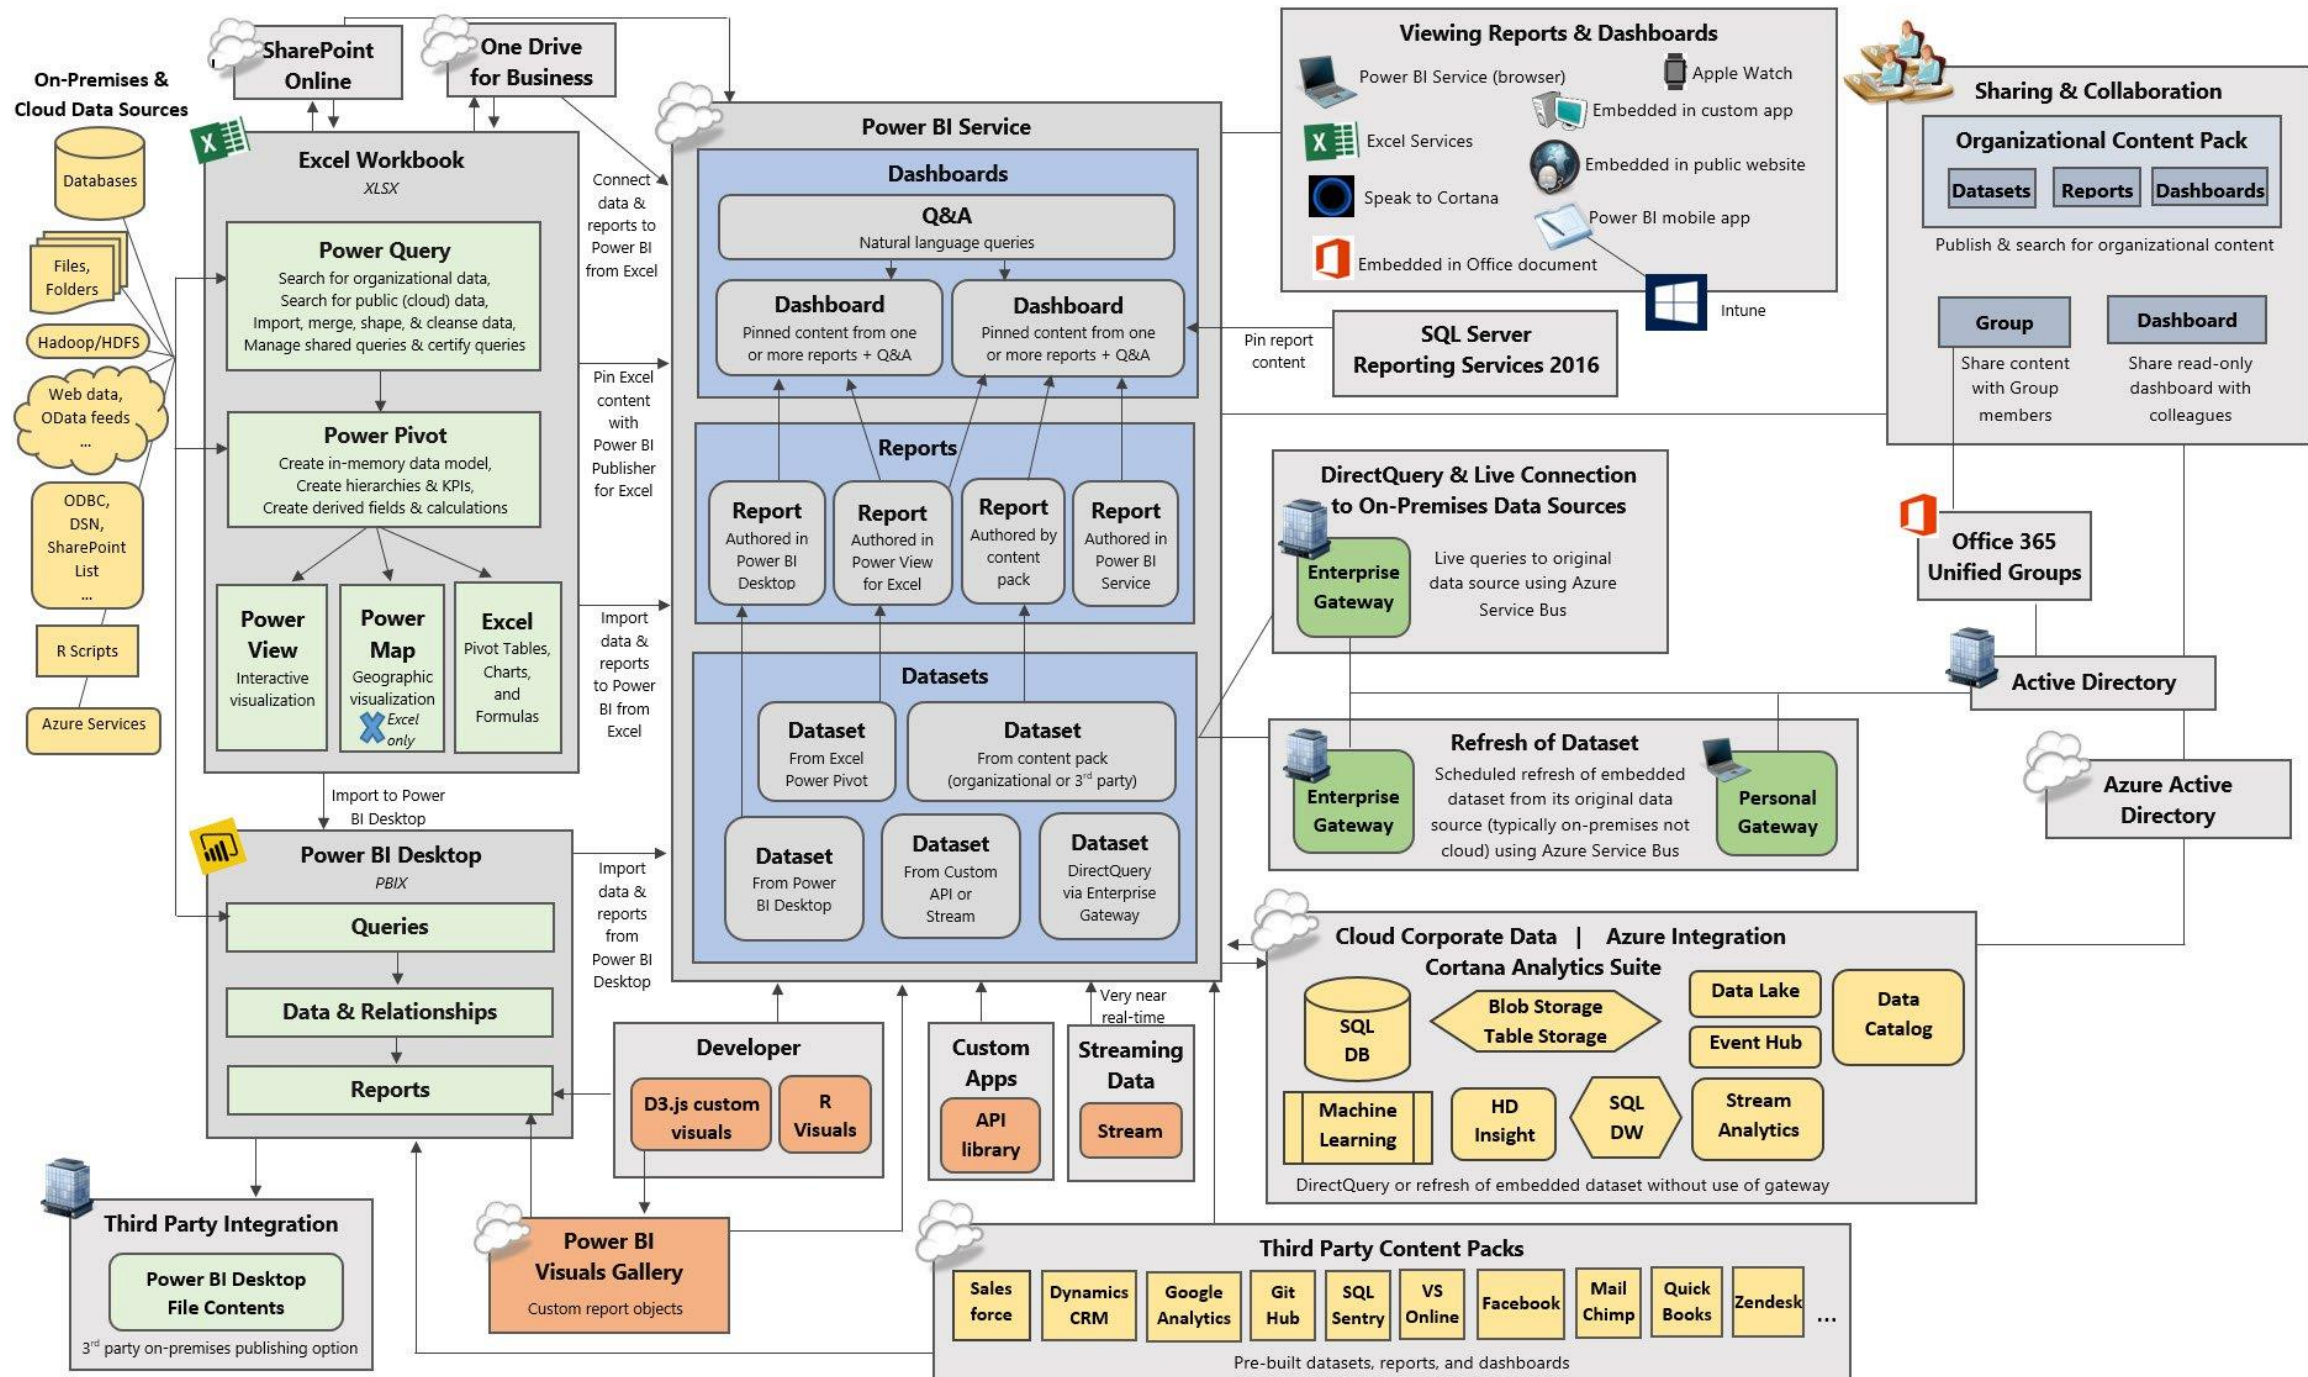 On-Premises &
Cloud Data Sources
Databases
Files,
Folders
Hadoop/HDFS
Web data,
OData feeds
...
ODBC,
DSN,
SharePoint
List
...
R Scripts
Azure Services
SharePoint
Online
One Drive
for Business
Excel Workbook
XLSX
Power Query
Search for organizational data,
Search for public (cloud) data,
Import, merge, shape, & cleanse data,
Manage shared queries & certify queries
Power Pivot
Create in-memory data model,
Create hierarchies & KPIs,
Create derived fields & calculations
Power
View
Interactive
visualization
Power
Map
Geographic
visualization
Excel
only
Excel
Pivot Tables,
Charts,
and
Formulas
Import to Power
BI Desktop
Power BI Desktop
PBIX
Queries
Data & Relationships
Reports
Third Party Integration
Power BI Desktop
File Contents
3rd party on-premises publishing option
Connect
data &
reports to
Power BI
from Excel
Pin Excel
content
with
Power BI
Publisher
for Excel
Import
data &
reports
to Power
BI from
Excel
Import
data &
reports
from
Power BI
Desktop
Power BI Service
Dashboards
Q&A
Natural language queries
Dashboard
Pinned content from one
or more reports + Q&A
Dashboard
Pinned content from one
or more reports + Q&A
Reports
Report
Authored in
Power BI
Desktop
Report
Authored in
Power View
for Excel
Report
Authored by
content
pack
Report
Authored in
Power BI
Service
Datasets
Dataset
From Excel
Power Pivot
Dataset
From content pack
(organizational or 3rd party)
Dataset
From Power
BI Desktop
Dataset
From Custom
API or
Stream
Dataset
DirectQuery
via Enterprise
Gateway
Developer
D3.js custom
visuals
R
Visuals
Power BI
Visuals Gallery
Custom report objects
Custom
Apps
API
library
Very near
real-time
Streaming
Data
Stream
Viewing Reports & Dashboards
Power BI Service (browser)
Apple Watch
Embedded in custom app
Excel Services
Embedded in public website
Speak to Cortana
Power BI mobile app
Embedded in Office document
Intune
Pin report
content
SQL Server
Reporting Services 2016
Sharing & Collaboration
Organizational Content Pack
Datasets
Reports
Dashboards
Publish & search for organizational content
Group
Share content
with Group
members
Dashboard
Share read-only
dashboard with
colleagues
DirectQuery & Live Connection
to On-Premises Data Sources
Enterprise
Gateway
Live queries to original
data source using Azure
Service Bus
Office 365
Unified Groups
Active Directory
Azure Active
Directory
Refresh of Dataset
Enterprise
Gateway
Scheduled refresh of embedded
dataset from its original data
source (typically on-premises not
cloud) using Azure Service Bus
Personal
Gateway
Cloud Corporate Data | Azure Integration
Cortana Analytics Suite
SQL
DB
Blob Storage
Table Storage
Data Lake
Event Hub
Data
Catalog
Machine
Learning
HD
Insight
SQL
DW
Stream
Analytics
DirectQuery or refresh of embedded dataset without use of gateway
Third Party Content Packs
Sales
force
Dynamics
CRM
Google
Analytics
Git
Hub
SQL
Sentry
VS
Online
Facebook
Mail
Chimp
Quick
Books
Zendesk
...
Pre-built datasets, reports, and dashboards